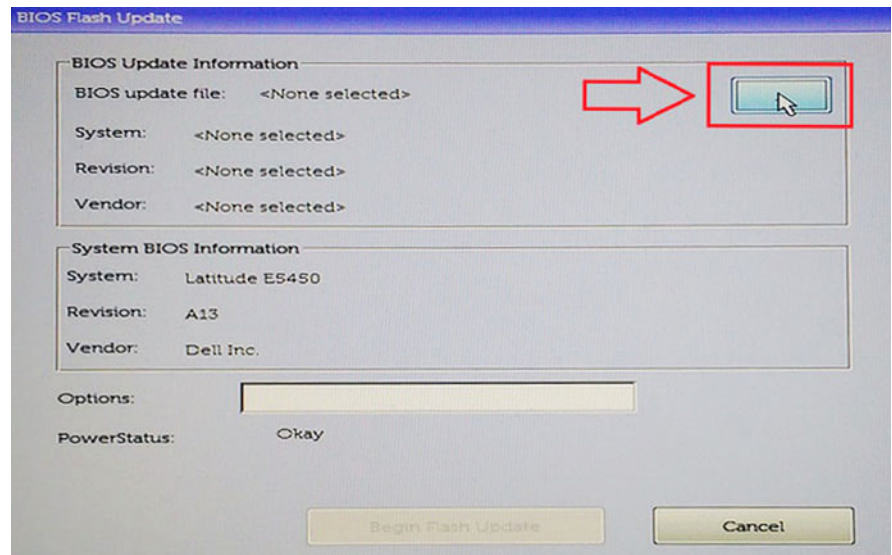 BIOS Flash Update
BIOS Update Information
BIOS update file: <None selected>
System: <None selected>
Revision: <None selected>
Vendor: <None selected>
System BIOS Information
System: Latitude E5450
Revision: A13
Vendor: Dell Inc.
Options:
PowerStatus: Okay
Begin Flash Update
Cancel